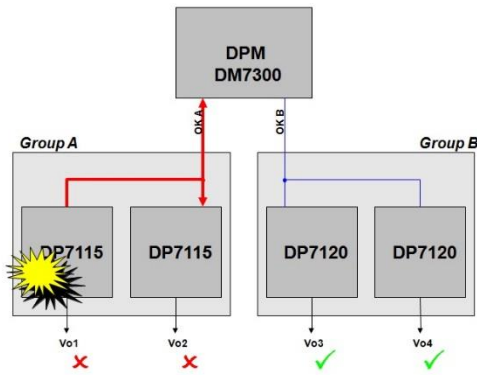 DPM
DM7300
OK A
OK B
Group A
Group B
DP7115
DP7115
DP7120
DP7120
Vo1
Vo2
Vo3
Vo4